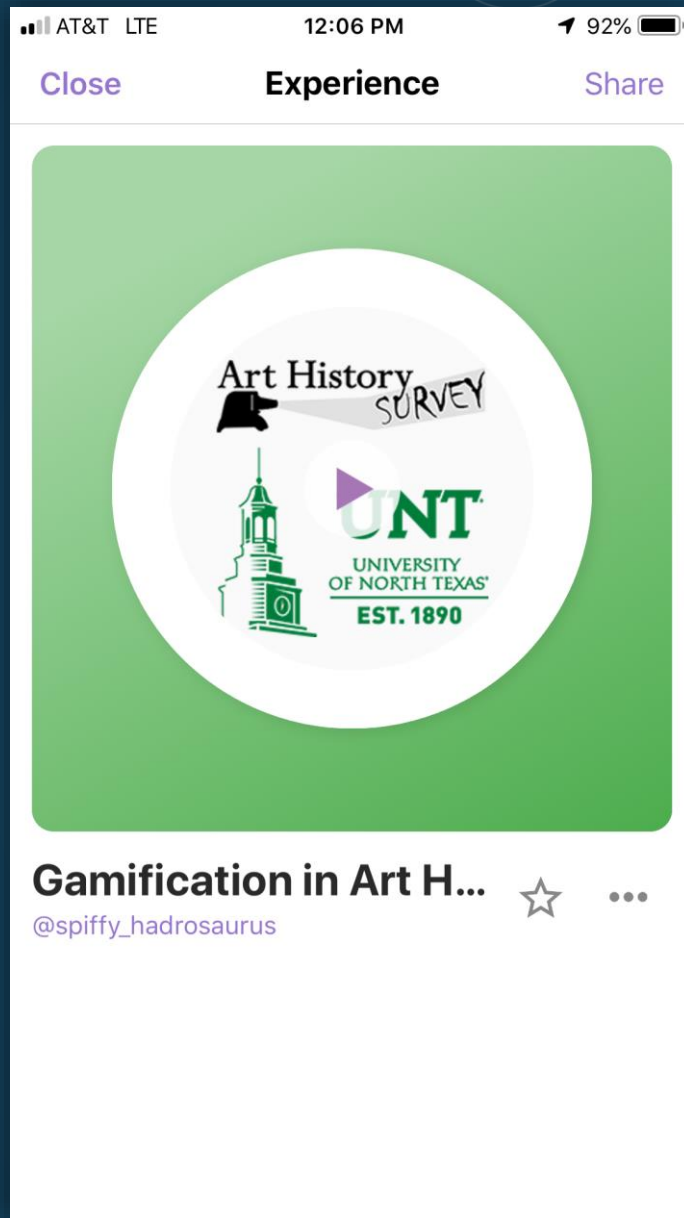 AT&T LTE 12:06 PM 92%
Close Experience Share
Art History
SURVEY
UNT
UNIVERSITY
OF NORTH TEXAS
EST. 1890
Gamification in Art H...
@spiffy_hadrosaurus